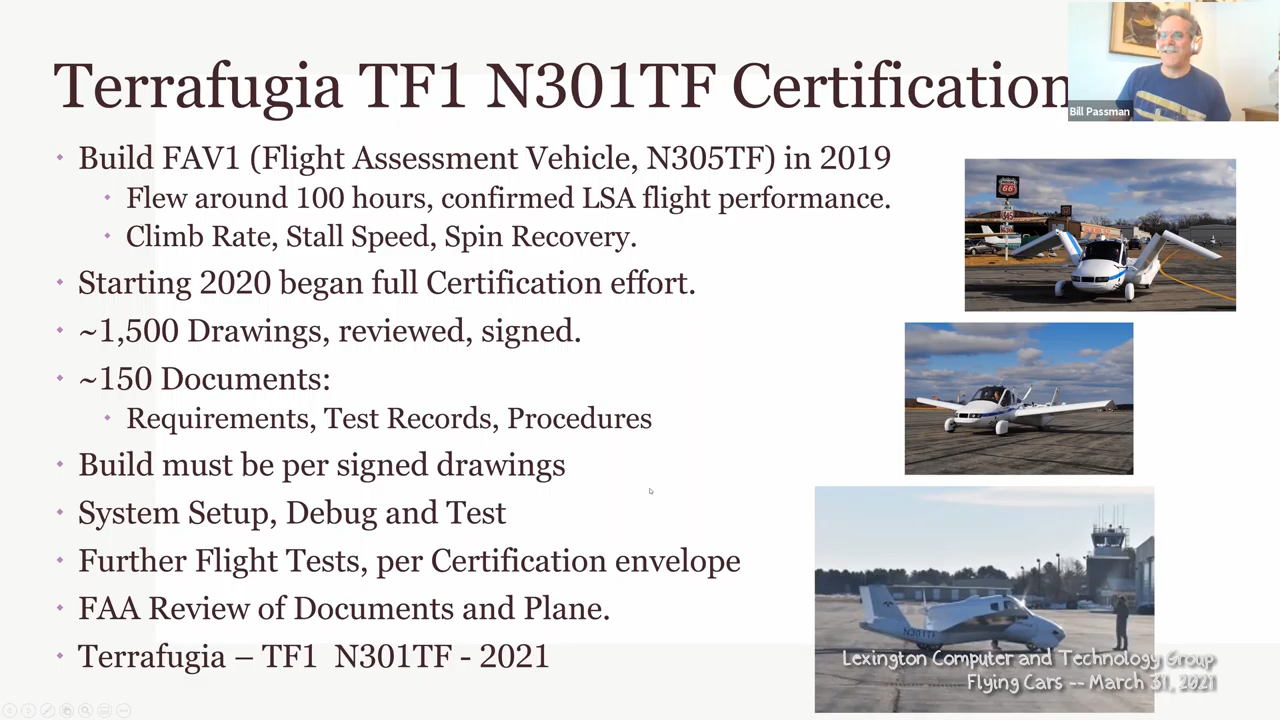 Terrafugia TF1 N301TF Certification
Bill Passman
Build FAV1 (Flight Assessment Vehicle, N305TF) in 2019
Flew around 100 hours, confirmed LSA flight performance.
Climb Rate, Stall Speed, Spin Recovery.
Starting 2020 began full Certification effort.
~1,500 Drawings, reviewed, signed.
~150 Documents:
Requirements, Test Records, Procedures
Build must be per signed drawings
System Setup, Debug and Test
Further Flight Tests, per Certification envelope
FAA Review of Documents and Plane.
Terrafugia – TF1 N301TF - 2021
66
N301TF
Lexington Computer and Technology Group
Flying Cars -- March 31, 2021